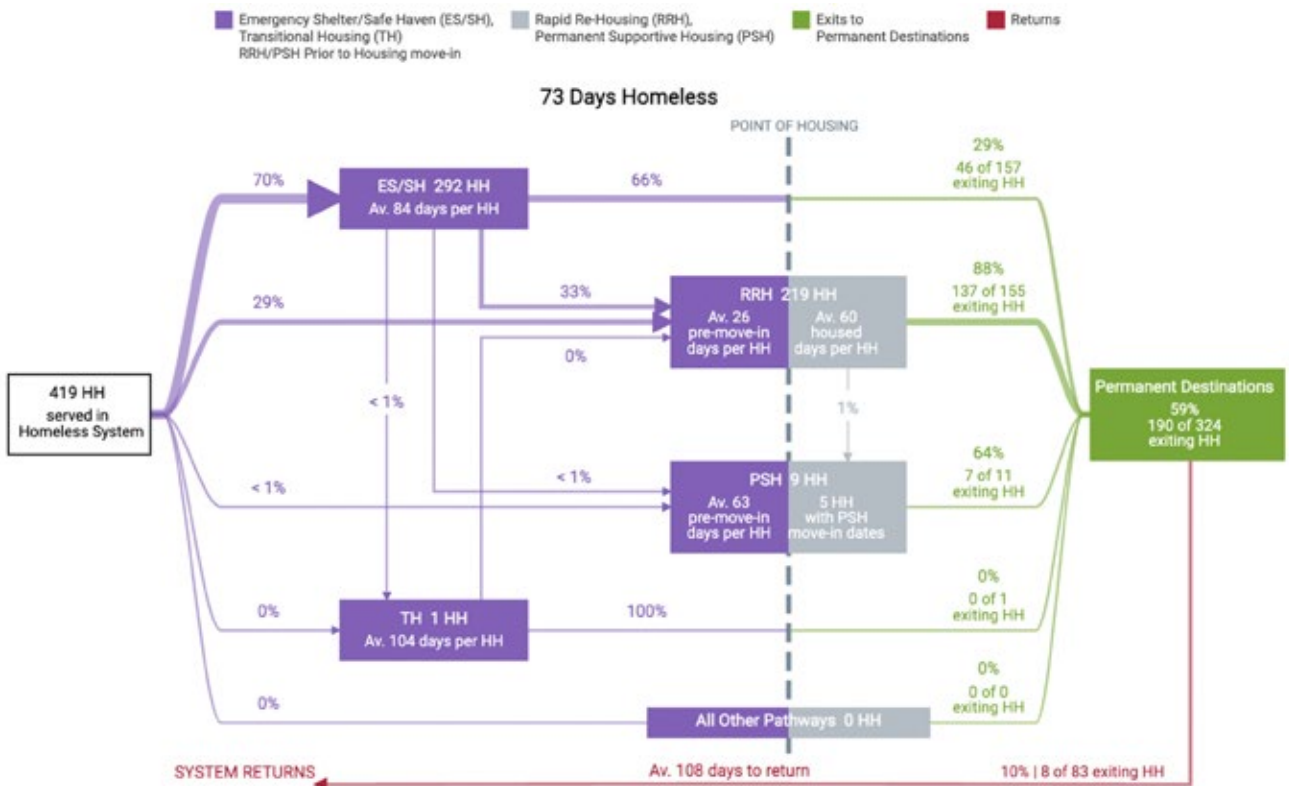 Emergency Shelter/Safe Haven (ES/SH),
Transitional Housing (TH)
RRH/PSH Prior to Housing move-in
Rapid Re-Housing (RRH),
Permanent Supportive Housing (PSH)
Exits to
Permanent Destinations
Returns
73 Days Homeless
POINT OF HOUSING
70%
ES/SH 292 HH
Av. 84 days per HH
66%
29%
46 of 157
exiting HH
29%
33%
0%
RRH 219 HH
Av. 26
pre-move-in
days per HH
Av. 60
housed
days per HH
88%
137 of 155
exiting HH
419 HH
served in
Homeless System
< 1%
1%
Permanent Destinations
59%
190 of 324
exiting HH
< 1%
< 1%
PSH 9 HH
Av. 63
pre-move-in
days per HH
5 HH
with PSH
move-in dates
64%
7 of 11
exiting HH
0%
TH 1 HH
Av. 104 days per HH
100%
0%
0 of 1
exiting HH
0%
All Other Pathways 0 HH
0%
0 of 0
exiting HH
SYSTEM RETURNS
Av. 108 days to return
10% | 8 of 83 exiting HH